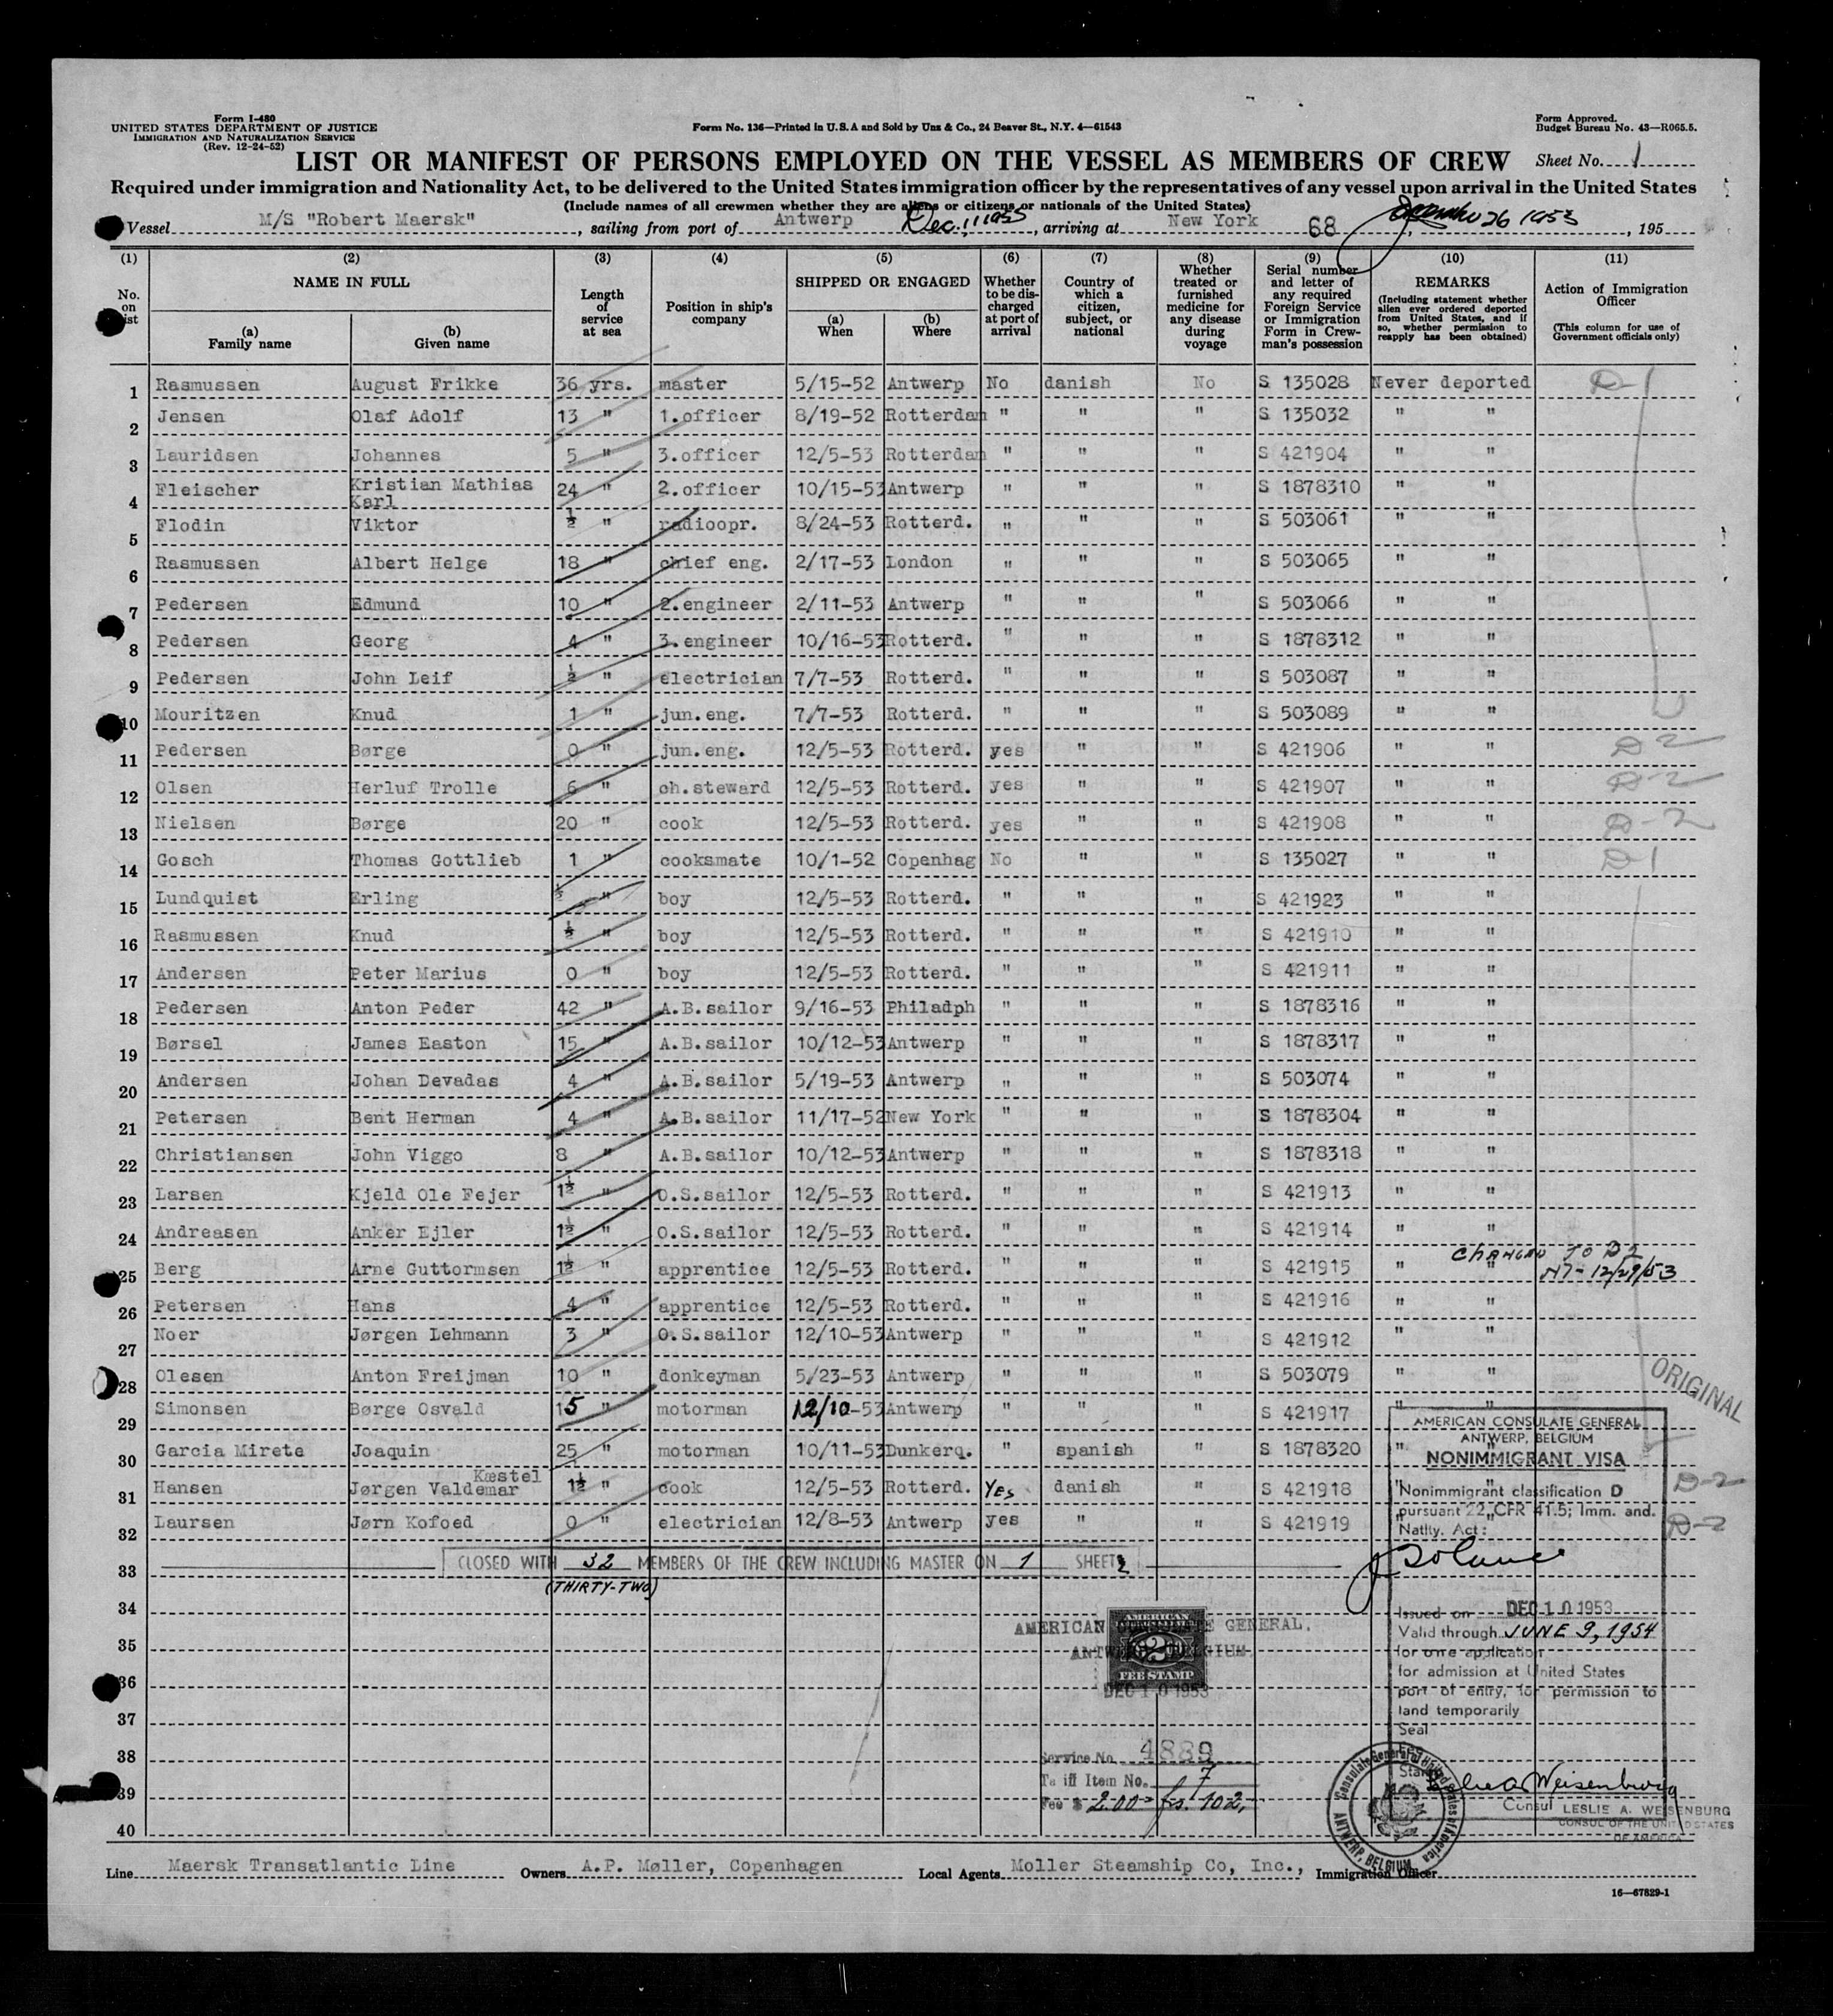 Form I-480
UNITED STATES DEPARTMENT OF JUSTICE
IMMIGRATION AND NATURALIZATION SERVICE
(Rev. 12-24-52)
Form No. 136—Printed in U.S.A and Sold by Unz & Co., 24 Beaver St., N.Y. 4—61543
Form Approved.
Budget Bureau No. 43—R065.5.
LIST OR MANIFEST OF PERSONS EMPLOYED ON THE VESSEL AS MEMBERS OF CREW
Sheet No. 1
Required under immigration and Nationality Act, to be delivered to the United States immigration officer by the representatives of any vessel upon arrival in the United States
(Include names of all crewmen whether they are aliens or citizens or nationals of the United States)
Vessel M/S "Robert Maersk", sailing from port of Antwerp Dec. 11 1953, arriving at New York 68 December 26 1953, 195
(1) (2) (3) (4) (5) (6) (7) (8) (9) (10) (11)
No. on list
NAME IN FULL
(a) Family name
(b) Given name
Length of service at sea
Position in ship's company
SHIPPED OR ENGAGED
(a) When
(b) Where
Whether to be discharged at port of arrival
Country of which a citizen, subject, or national
Whether treated or furnished medicine for any disease during voyage
Serial number and letter of any required Foreign Service or Immigration Form in Crewman's possession
REMARKS
(Including statement whether alien ever ordered deported from United States, and if so, whether permission to reapply has been obtained)
Action of Immigration Officer
(This column for use of Government officials only)
1 Rasmussen August Frikke 36 yrs. master 5/15-52 Antwerp No danish No S 135028 Never deported D-1
2 Jensen Olaf Adolf 13 " 1.officer 8/19-52 Rotterdam " " " S 135032 " "
3 Lauridsen Johannes 5 " 3.officer 12/5-53 Rotterdam " " " S 421904 " "
4 Fleischer Kristian Mathias Karl 24 " 2.officer 10/15-53 Antwerp " " " S 1878310 " "
5 Flodin Viktor ½ " radioopr. 8/24-53 Rotterd. " " " S 503061 " "
6 Rasmussen Albert Helge 18 " chief eng. 2/17-53 London " " " S 503065 " "
7 Pedersen Edmund 10 " 2.engineer 2/11-53 Antwerp " " " S 503066 " "
8 Pedersen Georg 4 " 3.engineer 10/16-53 Rotterd. " " " S 1878312 " "
9 Pedersen John Leif ½ " electrician 7/7-53 Rotterd. " " " S 503087 " "
10 Mouritzen Knud 1 " jun.eng. 7/7-53 Rotterd. " " " S 503089 " "
11 Pedersen Børge 0 " jun.eng. 12/5-53 Rotterd. yes " " S 421906 " " D-2
12 Olsen Herluf Trolle 6 " ch.steward 12/5-53 Rotterd. yes " " S 421907 " " D-2
13 Nielsen Børge 20 " cook 12/5-53 Rotterd. yes " " S 421908 " " D-2
14 Gosch Thomas Gottlieb 1 " cooksmate 10/1-52 Copenhag No " " S 135027 " " D-1
15 Lundquist Erling ½ " boy 12/5-53 Rotterd. " " " S 421923 " "
16 Rasmussen Knud ½ " boy 12/5-53 Rotterd. " " " S 421910 " "
17 Andersen Peter Marius 0 " boy 12/5-53 Rotterd. " " " S 421911 " "
18 Pedersen Anton Peder 42 " A.B.sailor 9/16-53 Philadph " " " S 1878316 " "
19 Børsel James Easton 15 " A.B.sailor 10/12-53 Antwerp " " " S 1878317 " "
20 Andersen Johan Devadas 4 " A.B.sailor 5/19-53 Antwerp " " " S 503074 " "
21 Petersen Bent Herman 4 " A.B.sailor 11/17-52 New York " " " S 1878304 " "
22 Christiansen John Viggo 8 " A.B.sailor 10/12-53 Antwerp " " " S 1878318 " "
23 Larsen Kjeld Ole Fejer 1½ " O.S.sailor 12/5-53 Rotterd. " " " S 421913 " "
24 Andreasen Anker Ejler 1½ " O.S.sailor 12/5-53 Rotterd. " " " S 421914 " "
25 Berg Arne Guttormsen 1½ " apprentice 12/5-53 Rotterd. " " " S 421915 " " CHANGED TO D2 12/29/53
26 Petersen Hans 4 " apprentice 12/5-53 Rotterd. " " " S 421916 " "
27 Noer Jørgen Lehmann 3 " O.S.sailor 12/10-53 Antwerp " " " S 421912 " "
28 Olesen Anton Freijman 10 " donkeyman 5/23-53 Antwerp " " " S 503079 " "
29 Simonsen Børge Osvald 15 " motorman 12/10-53 Antwerp " " " S 421917 " "
30 Garcia Mirete Joaquin 25 " motorman 10/11-53 Dunkerq. " spanish " S 1878320 " "
31 Hansen Jørgen Valdemar Kæstel 1½ " cook 12/5-53 Rotterd. Yes danish " S 421918 " " D-2
32 Laursen Jørn Kofoed 0 " electrician 12/8-53 Antwerp yes " " S 421919 " " D-2
33 CLOSED WITH 32 MEMBERS OF THE CREW INCLUDING MASTER ON 1 SHEET
(THIRTY-TWO)
34
35
36
37
38
39
40
ORIGINAL
AMERICAN CONSULATE GENERAL
ANTWERP, BELGIUM
NONIMMIGRANT VISA
Nonimmigrant classification D
pursuant 22 CFR 41.5; Imm. and.
Natlty. Act:
Issued on DEC 10 1953
Valid through JUNE 9, 1954
for one application
for admission at United States
port of entry, for permission to
land temporarily
Seal
Leslie A. Weisenburg
Consul LESLIE A. WEISENBURG
CONSUL OF THE UNITED STATES
OF AMERICA
AMERICAN CONSULATE GENERAL.
ANTWERP, BELGIUM.
AMERICAN
2
FEE STAMP
DEC 10 1953
Service No. 4889
Tariff Item No. 7
Fee $ 2.00 = frs. 102,-
Consulate General of United States of America
ANTWERP, BELGIUM
Line Maersk Transatlantic Line Owners A.P. Møller, Copenhagen Local Agents Moller Steamship Co, Inc., Immigration Officer
16—67829-1